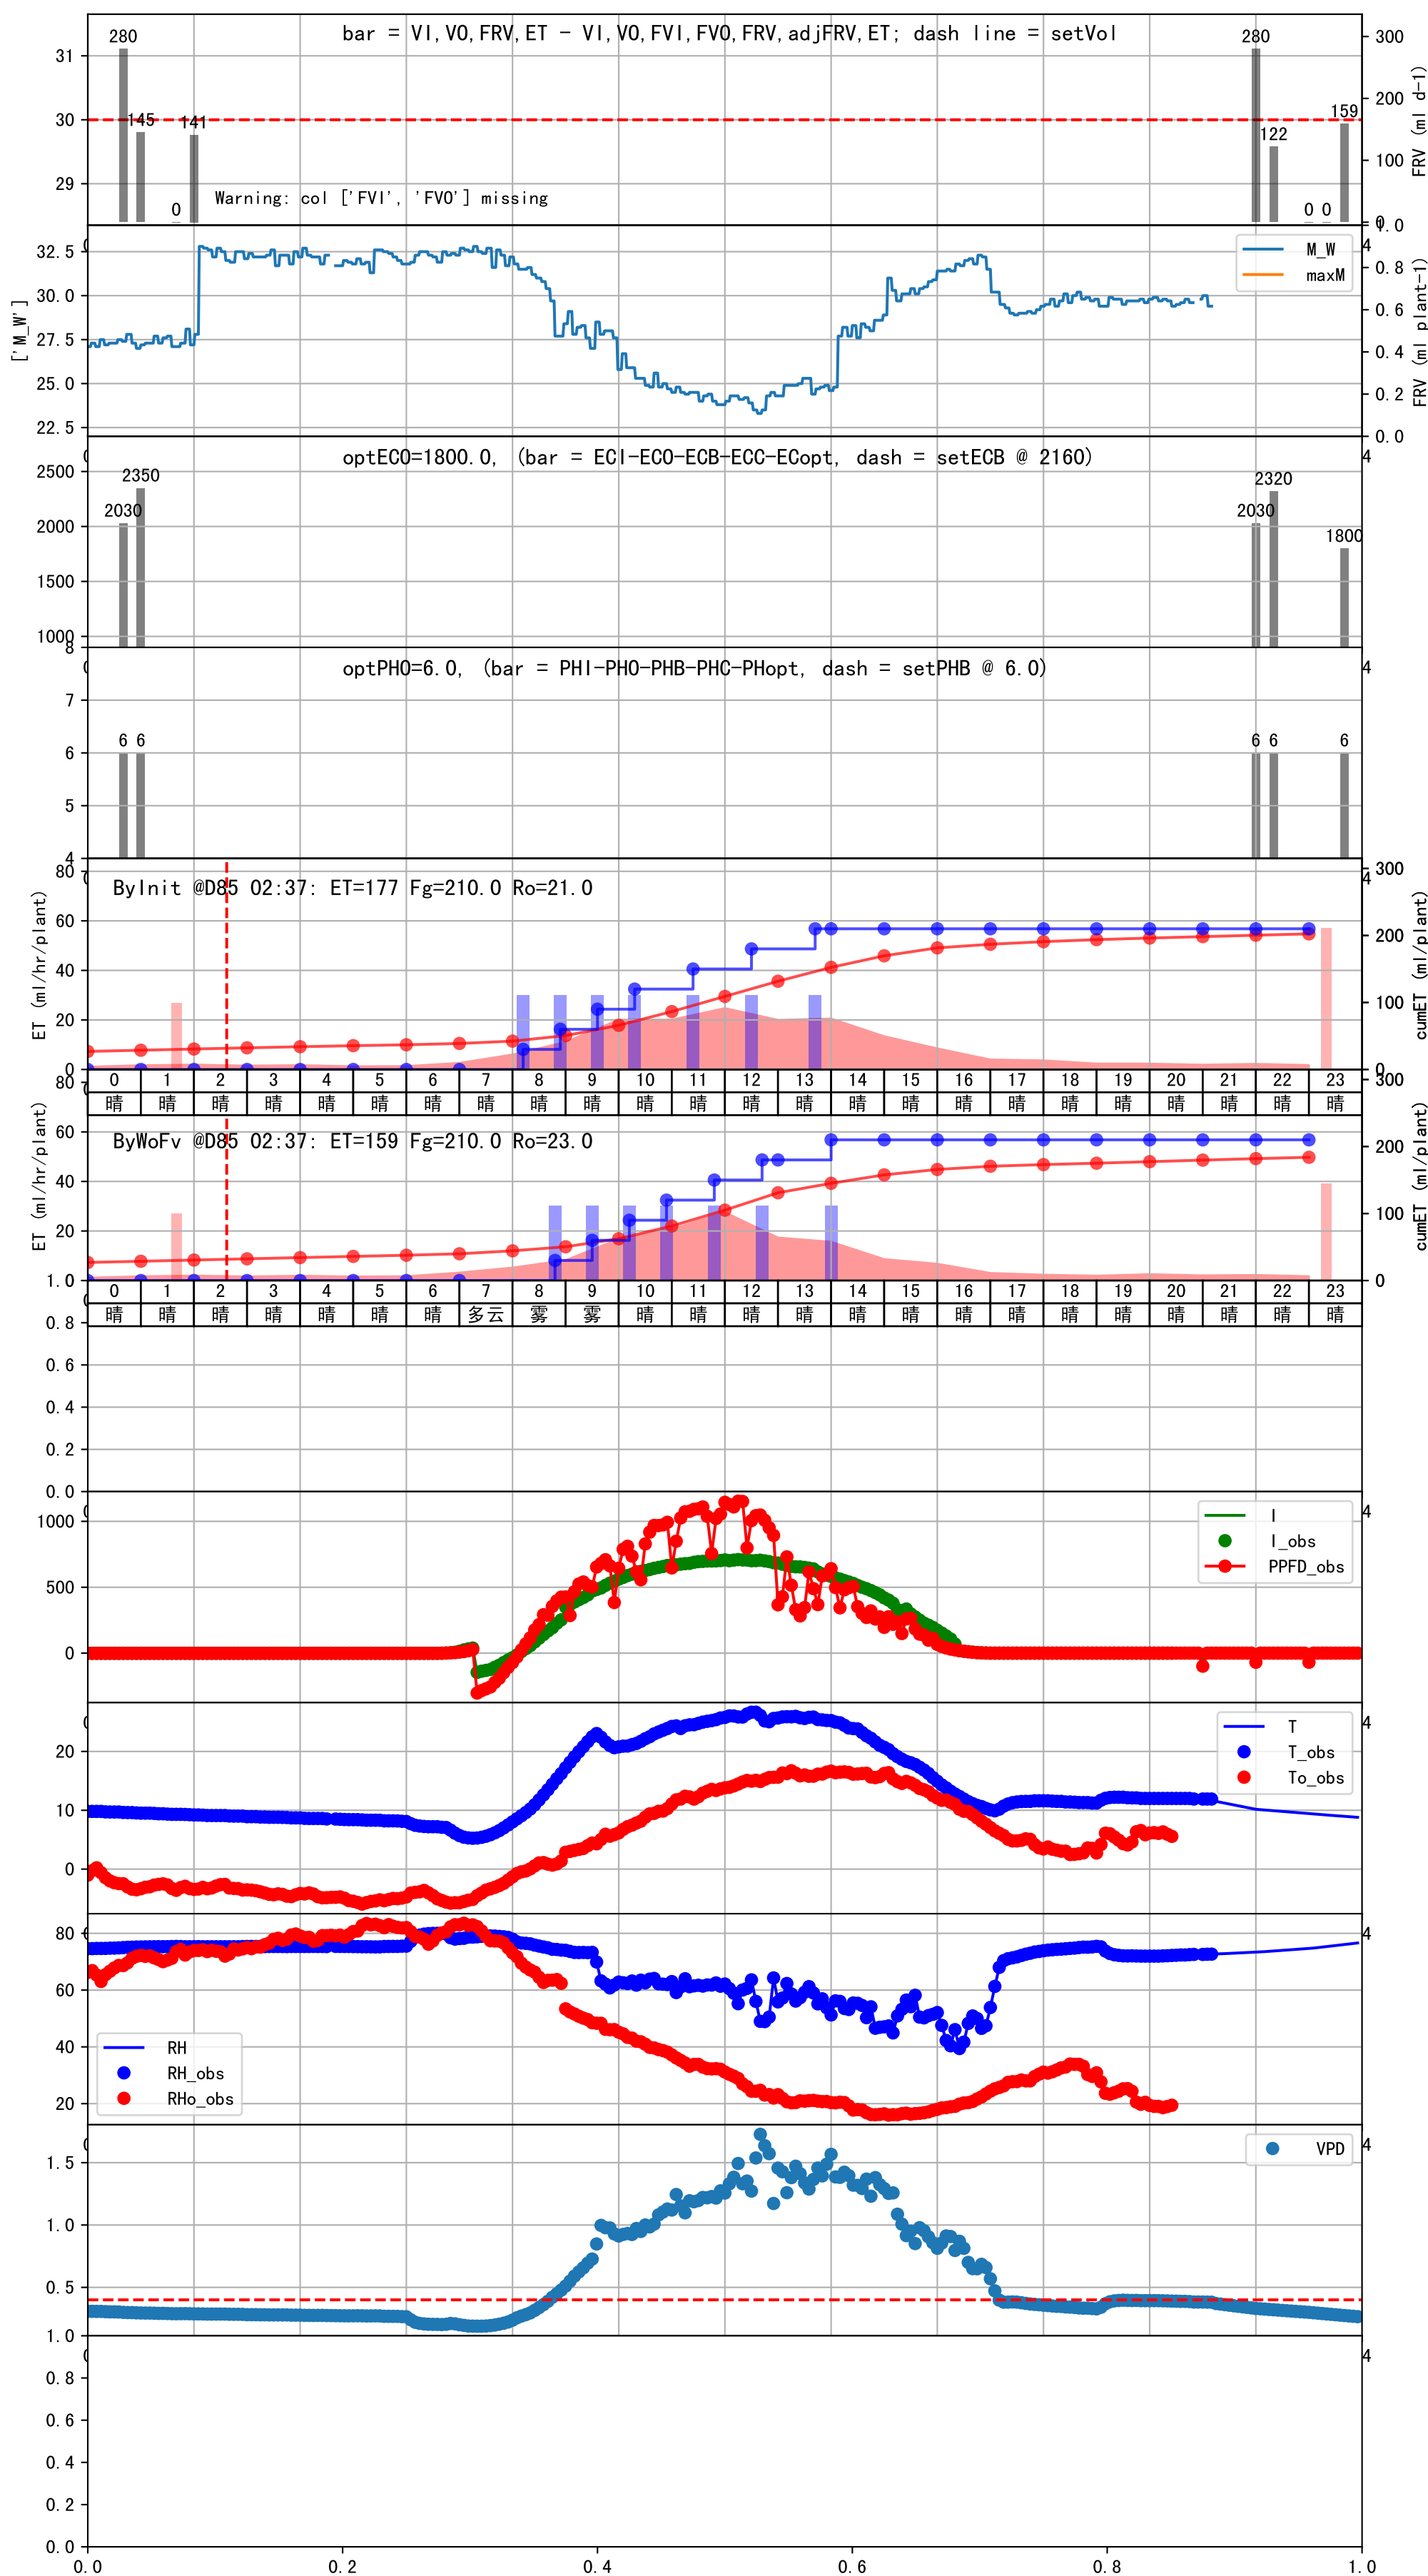 bar = VI,VO,FRV,ET - VI,VO,FVI,FVO,FRV,adjFRV,ET; dash line = setVol
280 145 0 141 280 122 0 0 159
31 30 29
300 200 100 0
FRV (ml d-1)
Warning: col ['FVI', 'FVO'] missing
['M_W']
32.5 30.0 27.5 25.0 22.5
M_W
maxM
1.0 0.8 0.6 0.4 0.2 0.0
FRV (ml plant-1)
optECO=1800.0, (bar = ECI-ECO-ECB-ECC-ECopt, dash = setECB @ 2160)
2500 2000 1500 1000
2030 2350 2030 2320 1800
optPHO=6.0, (bar = PHI-PHO-PHB-PHC-PHopt, dash = setPHB @ 6.0)
8 7 6 5 4
6 6 6 6 6
ByInit @D85 02:37: ET=177 Fg=210.0 Ro=21.0
ET (ml/hr/plant)
80 60 40 20 0
300 200 100 0
cumET (ml/plant)
0 1 2 3 4 5 6 7 8 9 10 11 12 13 14 15 16 17 18 19 20 21 22 23
晴 晴 晴 晴 晴 晴 晴 晴 晴 晴 晴 晴 晴 晴 晴 晴 晴 晴 晴 晴 晴 晴 晴 晴
ByWoFv @D85 02:37: ET=159 Fg=210.0 Ro=23.0
ET (ml/hr/plant)
80 60 40 20
300 200 100 0
cumET (ml/plant)
0 1 2 3 4 5 6 7 8 9 10 11 12 13 14 15 16 17 18 19 20 21 22 23
晴 晴 晴 晴 晴 晴 晴 多云 雾 雾 晴 晴 晴 晴 晴 晴 晴 晴 晴 晴 晴 晴 晴 晴
1.0 0.8 0.6 0.4 0.2 0.0
1000 500 0
I
I_obs
PPFD_obs
20 10 0
T
T_obs
To_obs
80 60 40 20
RH
RH_obs
RHo_obs
1.5 1.0 0.5
VPD
1.0 0.8 0.6 0.4 0.2 0.0
0.0 0.2 0.4 0.6 0.8 1.0